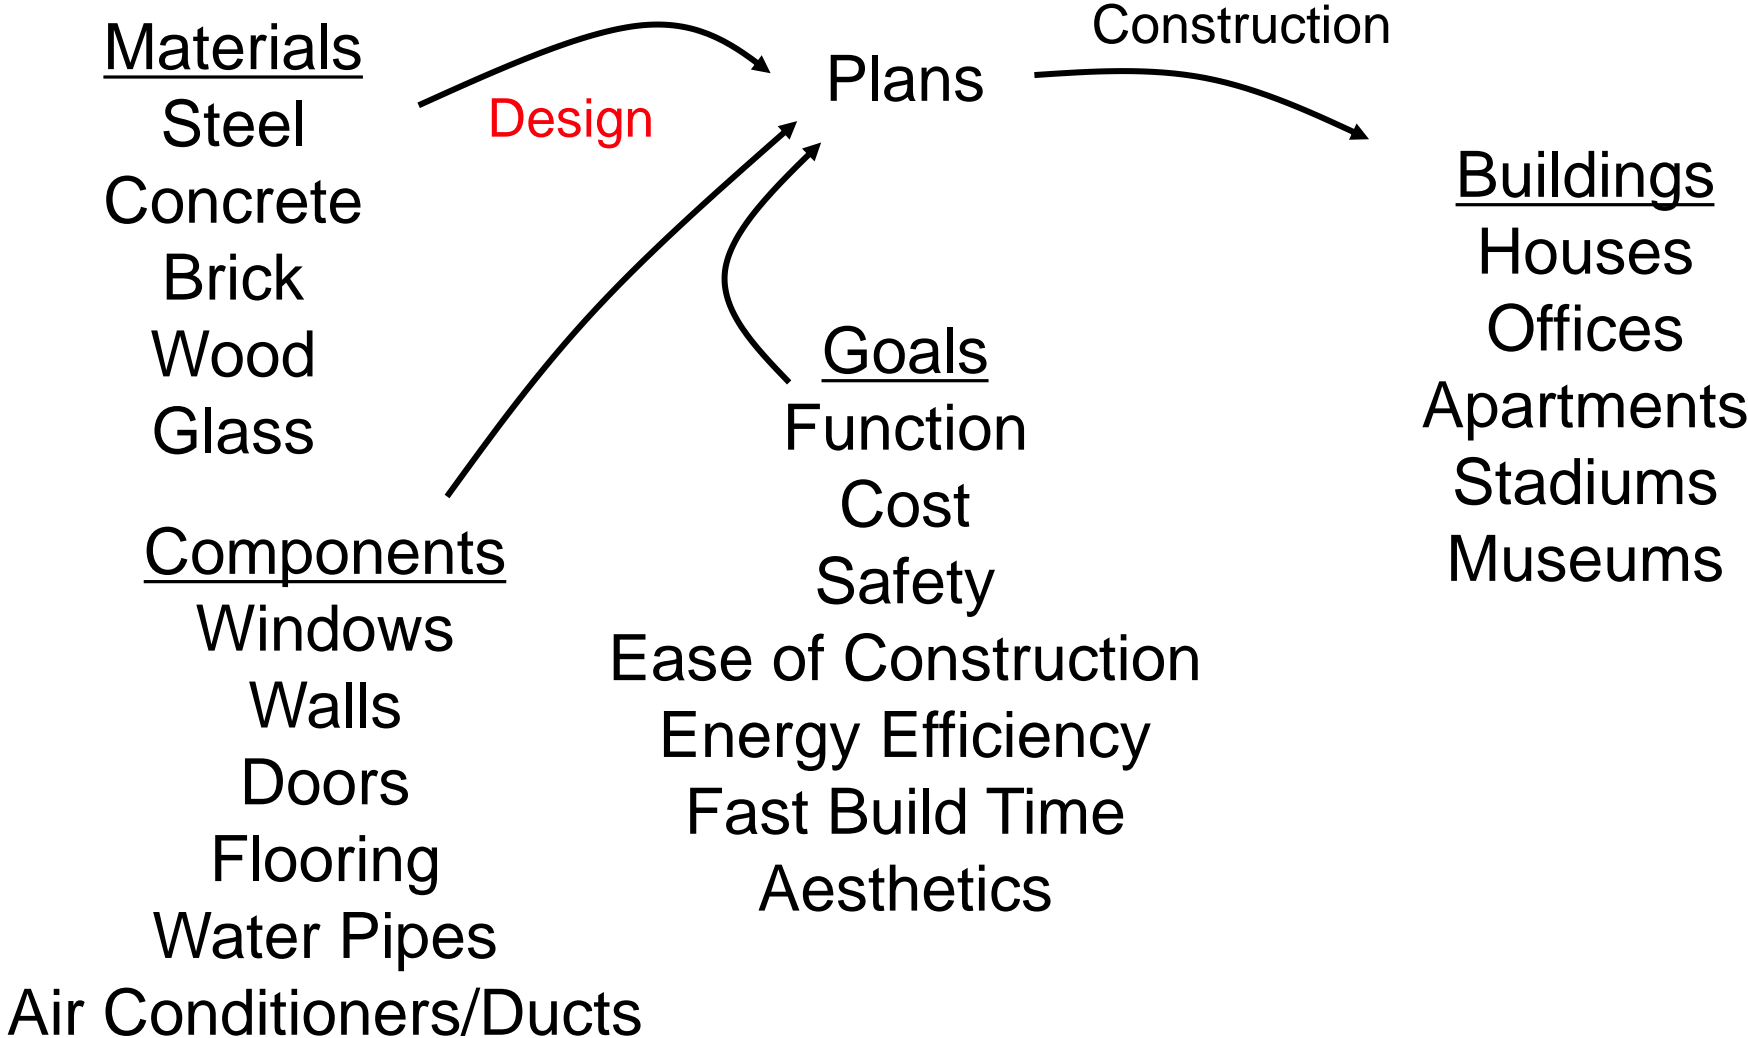 Materials
Steel
Concrete
Brick
Wood
Glass
Components
Windows
Walls
Doors
Flooring
Water Pipes
Air Conditioners/Ducts
Design
Plans
Goals
Function
Cost
Safety
Ease of Construction
Energy Efficiency
Fast Build Time
Aesthetics
Construction
Buildings
Houses
Offices
Apartments
Stadiums
Museums